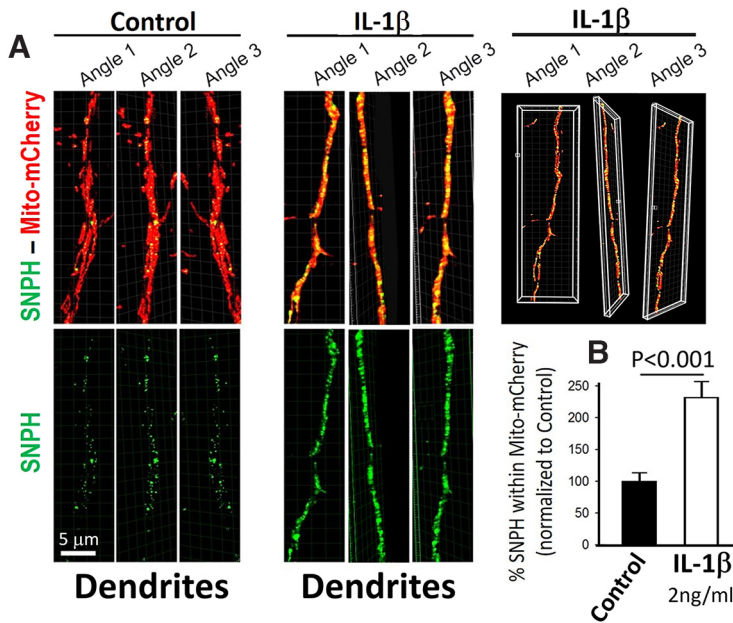 A
Control
IL-1β
IL-1β
Angle 1
Angle 2
Angle 3
Angle 1
Angle 2
Angle 3
Angle 1
Angle 2
Angle 3
SNPH – Mito-mCherry
SNPH
5 μm
Dendrites
Dendrites
B
P<0.001
% SNPH within Mito-mCherry
(normalized to Control)
250
200
150
100
50
0
Control
IL-1β
2ng/ml